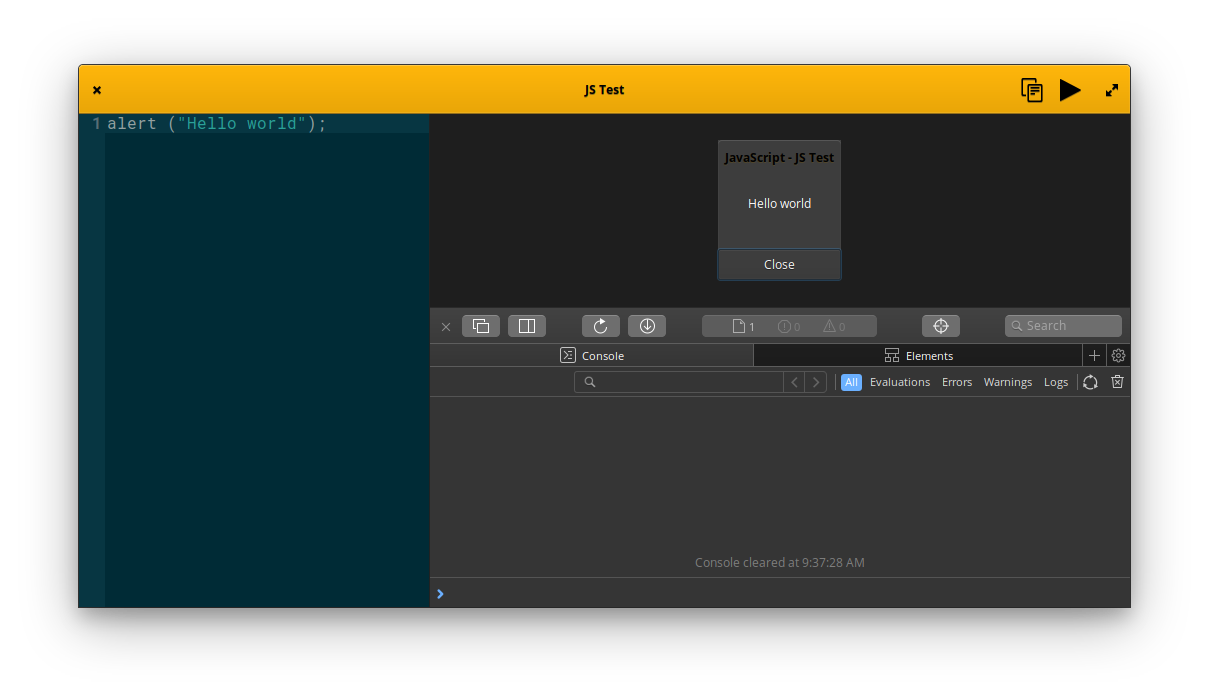 JS Test
1 alert ("Hello world");
JavaScript - JS Test
Hello world
Close
1 0 0
Search
Console
Elements
All Evaluations Errors Warnings Logs
Console cleared at 9:37:28 AM